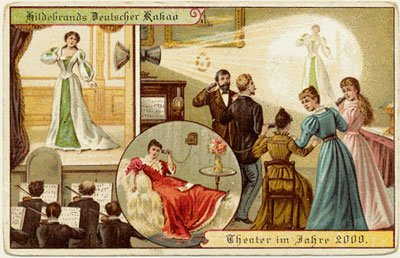 Hildebrands Deutscher Kakao
Theater im Jahre 2000.